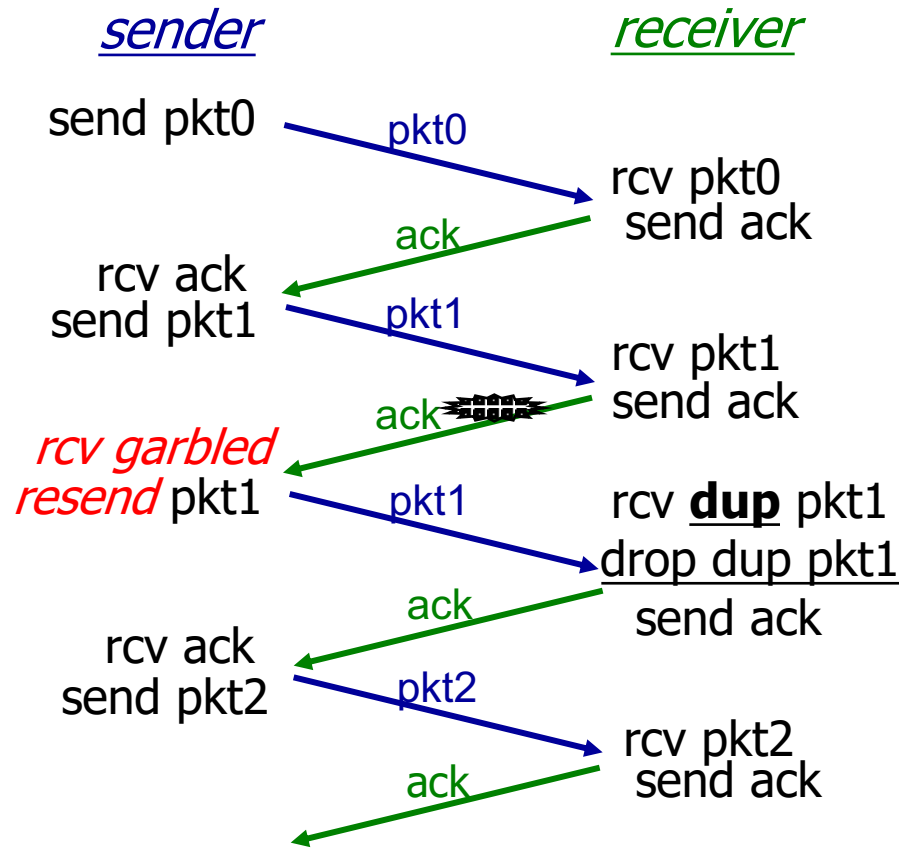 sender
receiver
send pkt0
pkt0
rcv pkt0
send ack
ack
rcv ack
send pkt1
pkt1
rcv pkt1
send ack
ack
rcv garbled
resend pkt1
pkt1
rcv dup pkt1
drop dup pkt1
send ack
ack
rcv ack
send pkt2
pkt2
rcv pkt2
send ack
ack